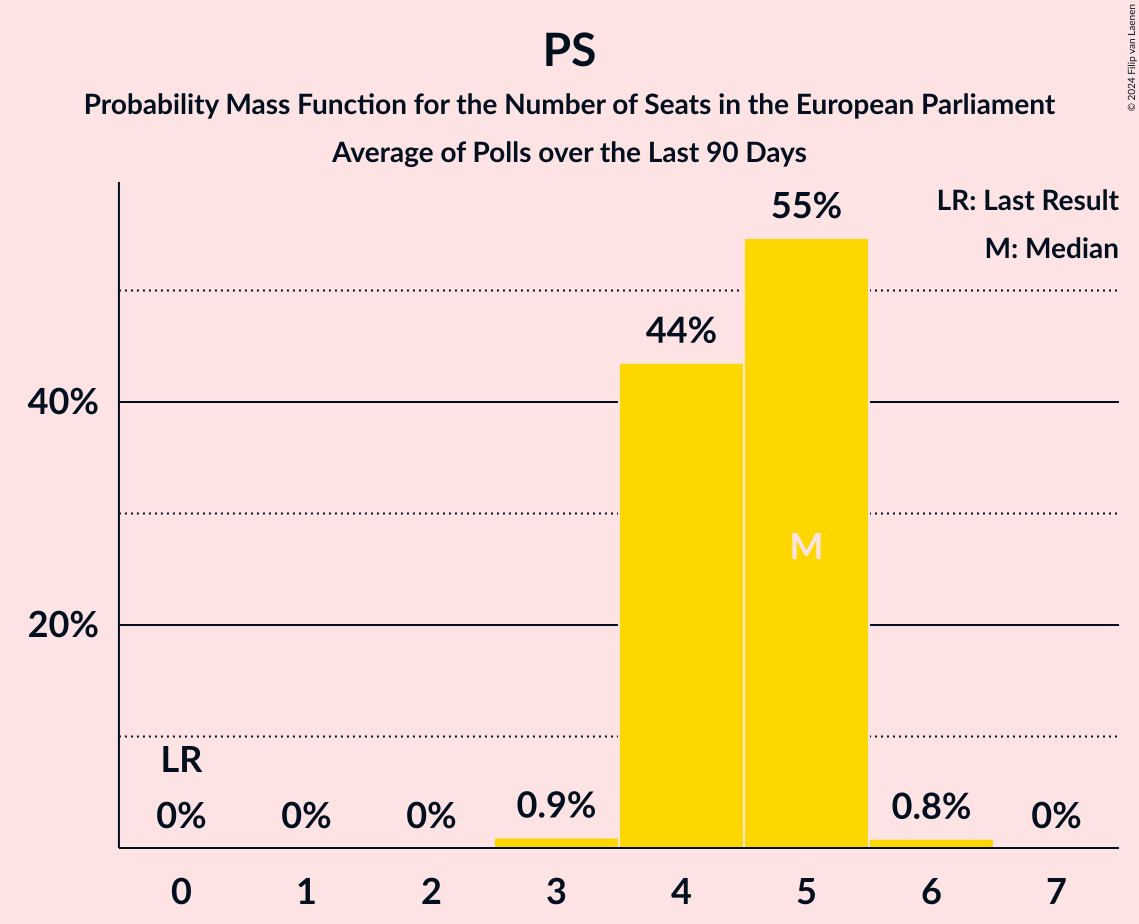 PS
Probability Mass Function for the Number of Seats in the European Parliament
Average of Polls over the Last 90 Days
© 2024 Filip van Laenen
LR: Last Result
M: Median
55%
44%
40%
M
20%
LR
0%
0%
0%
0.9%
0.8%
0%
0
1
2
3
4
5
6
7